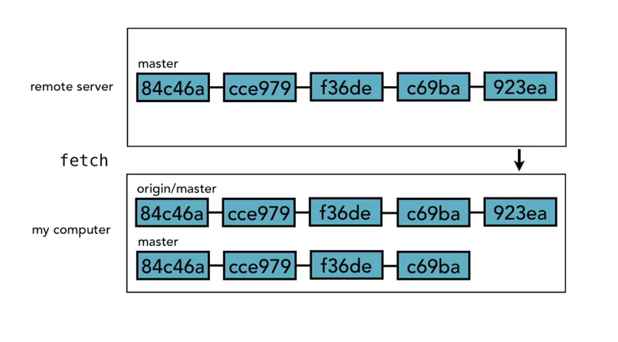 master
remote server
84c46a cce979 f36de c69ba 923ea
fetch
origin/master
84c46a cce979 f36de c69ba 923ea
my computer
master
84c46a cce979 f36de c69ba